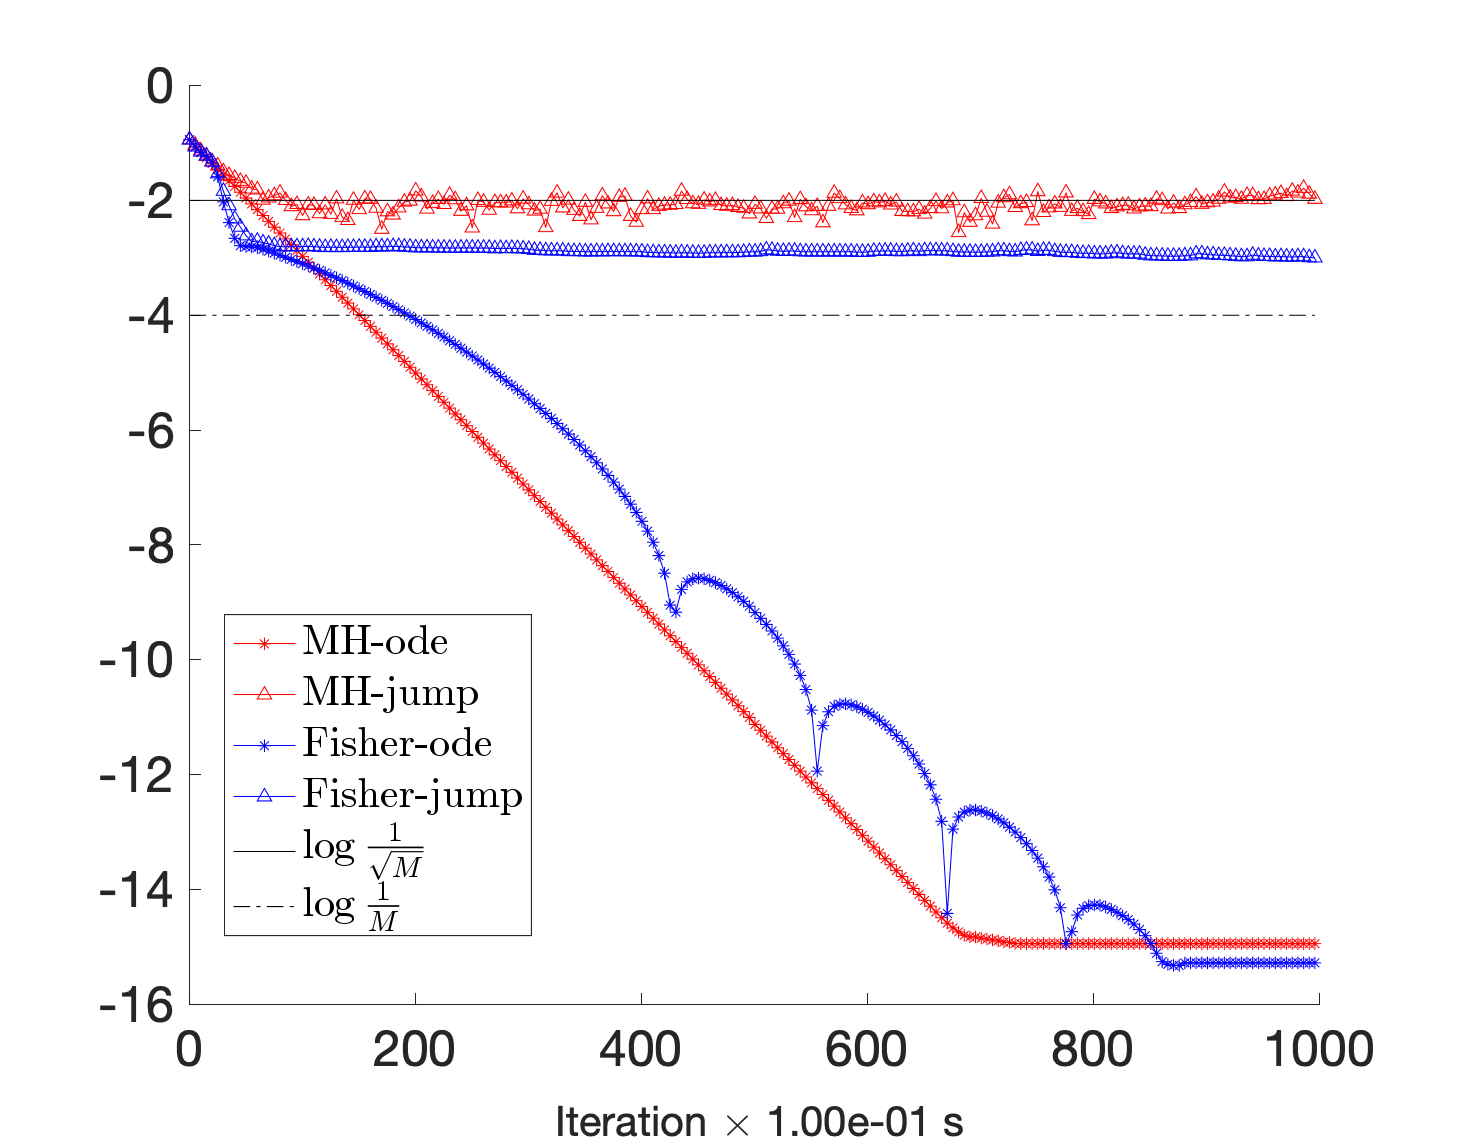 0
-2
-4
-6
-8
-10
-12
-14
-16
MH-ode
MH-jump
Fisher-ode
Fisher-jump
log 1/√M
log 1/M
0 200 400 600 800 1000
Iteration × 1.00e-01 s